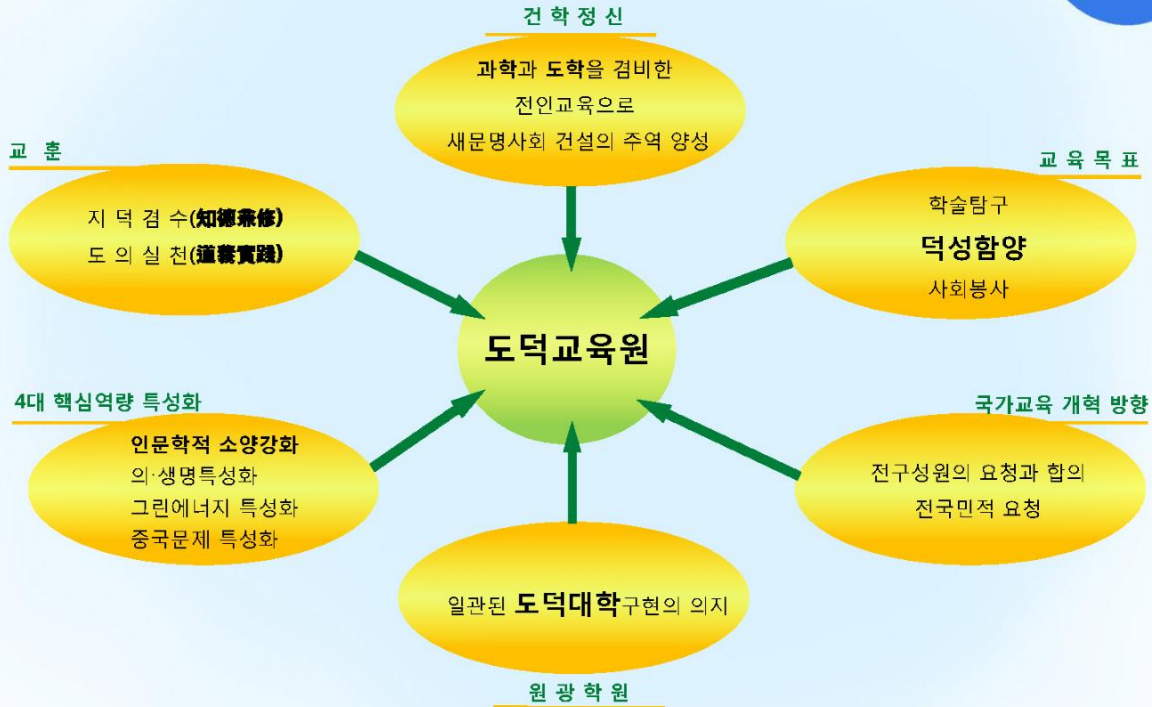 건 학 정 신
과학과 도학을 겸비한
전인교육으로
새문명사회 건설의 주역 양성
교 훈
지 덕 겸 수(知德兼修)
도 의 실 천(道義實踐)
교 육 목 표
학술탐구
덕성함양
사회봉사
도덕교육원
4대 핵심역량 특성화
인문학적 소양강화
의·생명특성화
그린에너지 특성화
중국문제 특성화
국가교육 개혁 방향
전구성원의 요청과 합의
전국민적 요청
일관된 도덕대학구현의 의지
원 광 학 원